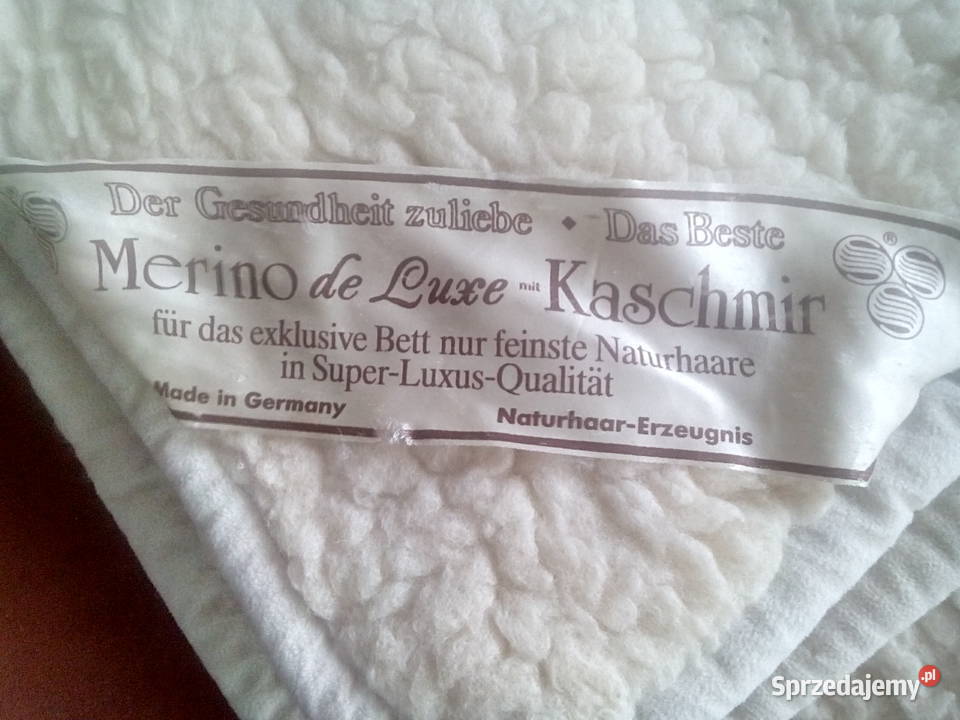 Der Gesundheit zuliebe ◆ Das Beste
Merino de Luxe mit Kaschmir ®
für das exklusive Bett nur feinste Naturhaare
in Super-Luxus-Qualität
Made in Germany Naturhaar-Erzeugnis
Sprzedajemy.pl